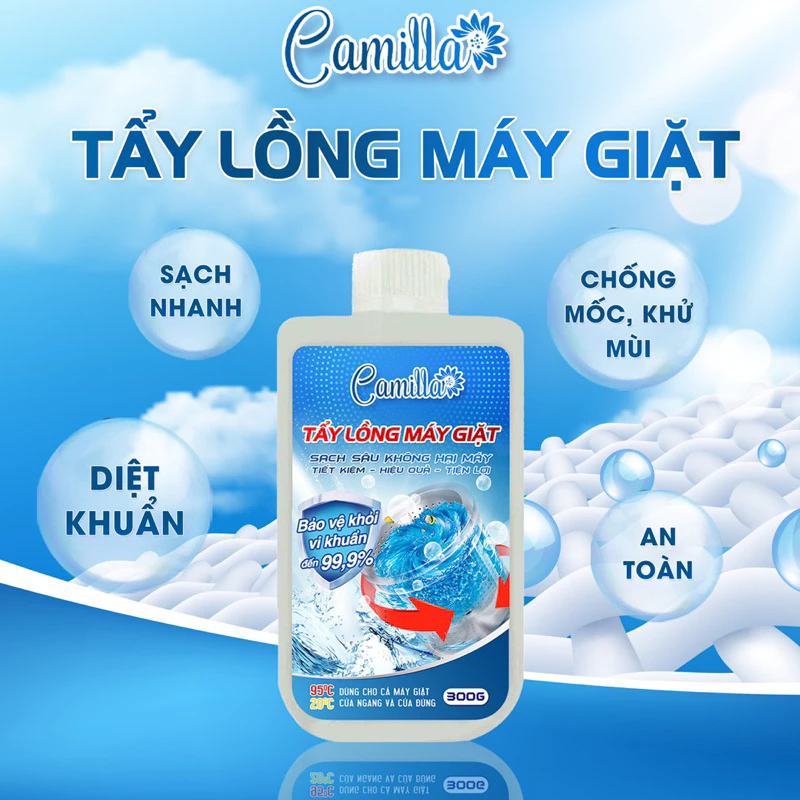 Camilla
TẨY LỒNG MÁY GIẶT
SẠCH
NHANH
CHỐNG
MỐC, KHỬ
MÙI
DIỆT
KHUẨN
AN
TOÀN
Camilla
TẨY LỒNG MÁY GIẶT
SẠCH SÂU KHÔNG HẠI MÁY
TIẾT KIỆM - HIỆU QUẢ - TIỆN LỢI
Bảo vệ khỏi
vi khuẩn
đến 99,9%
95°C DÙNG CHO CẢ MÁY GIẶT
20°C CỬA NGANG VÀ CỬA ĐỨNG
300G